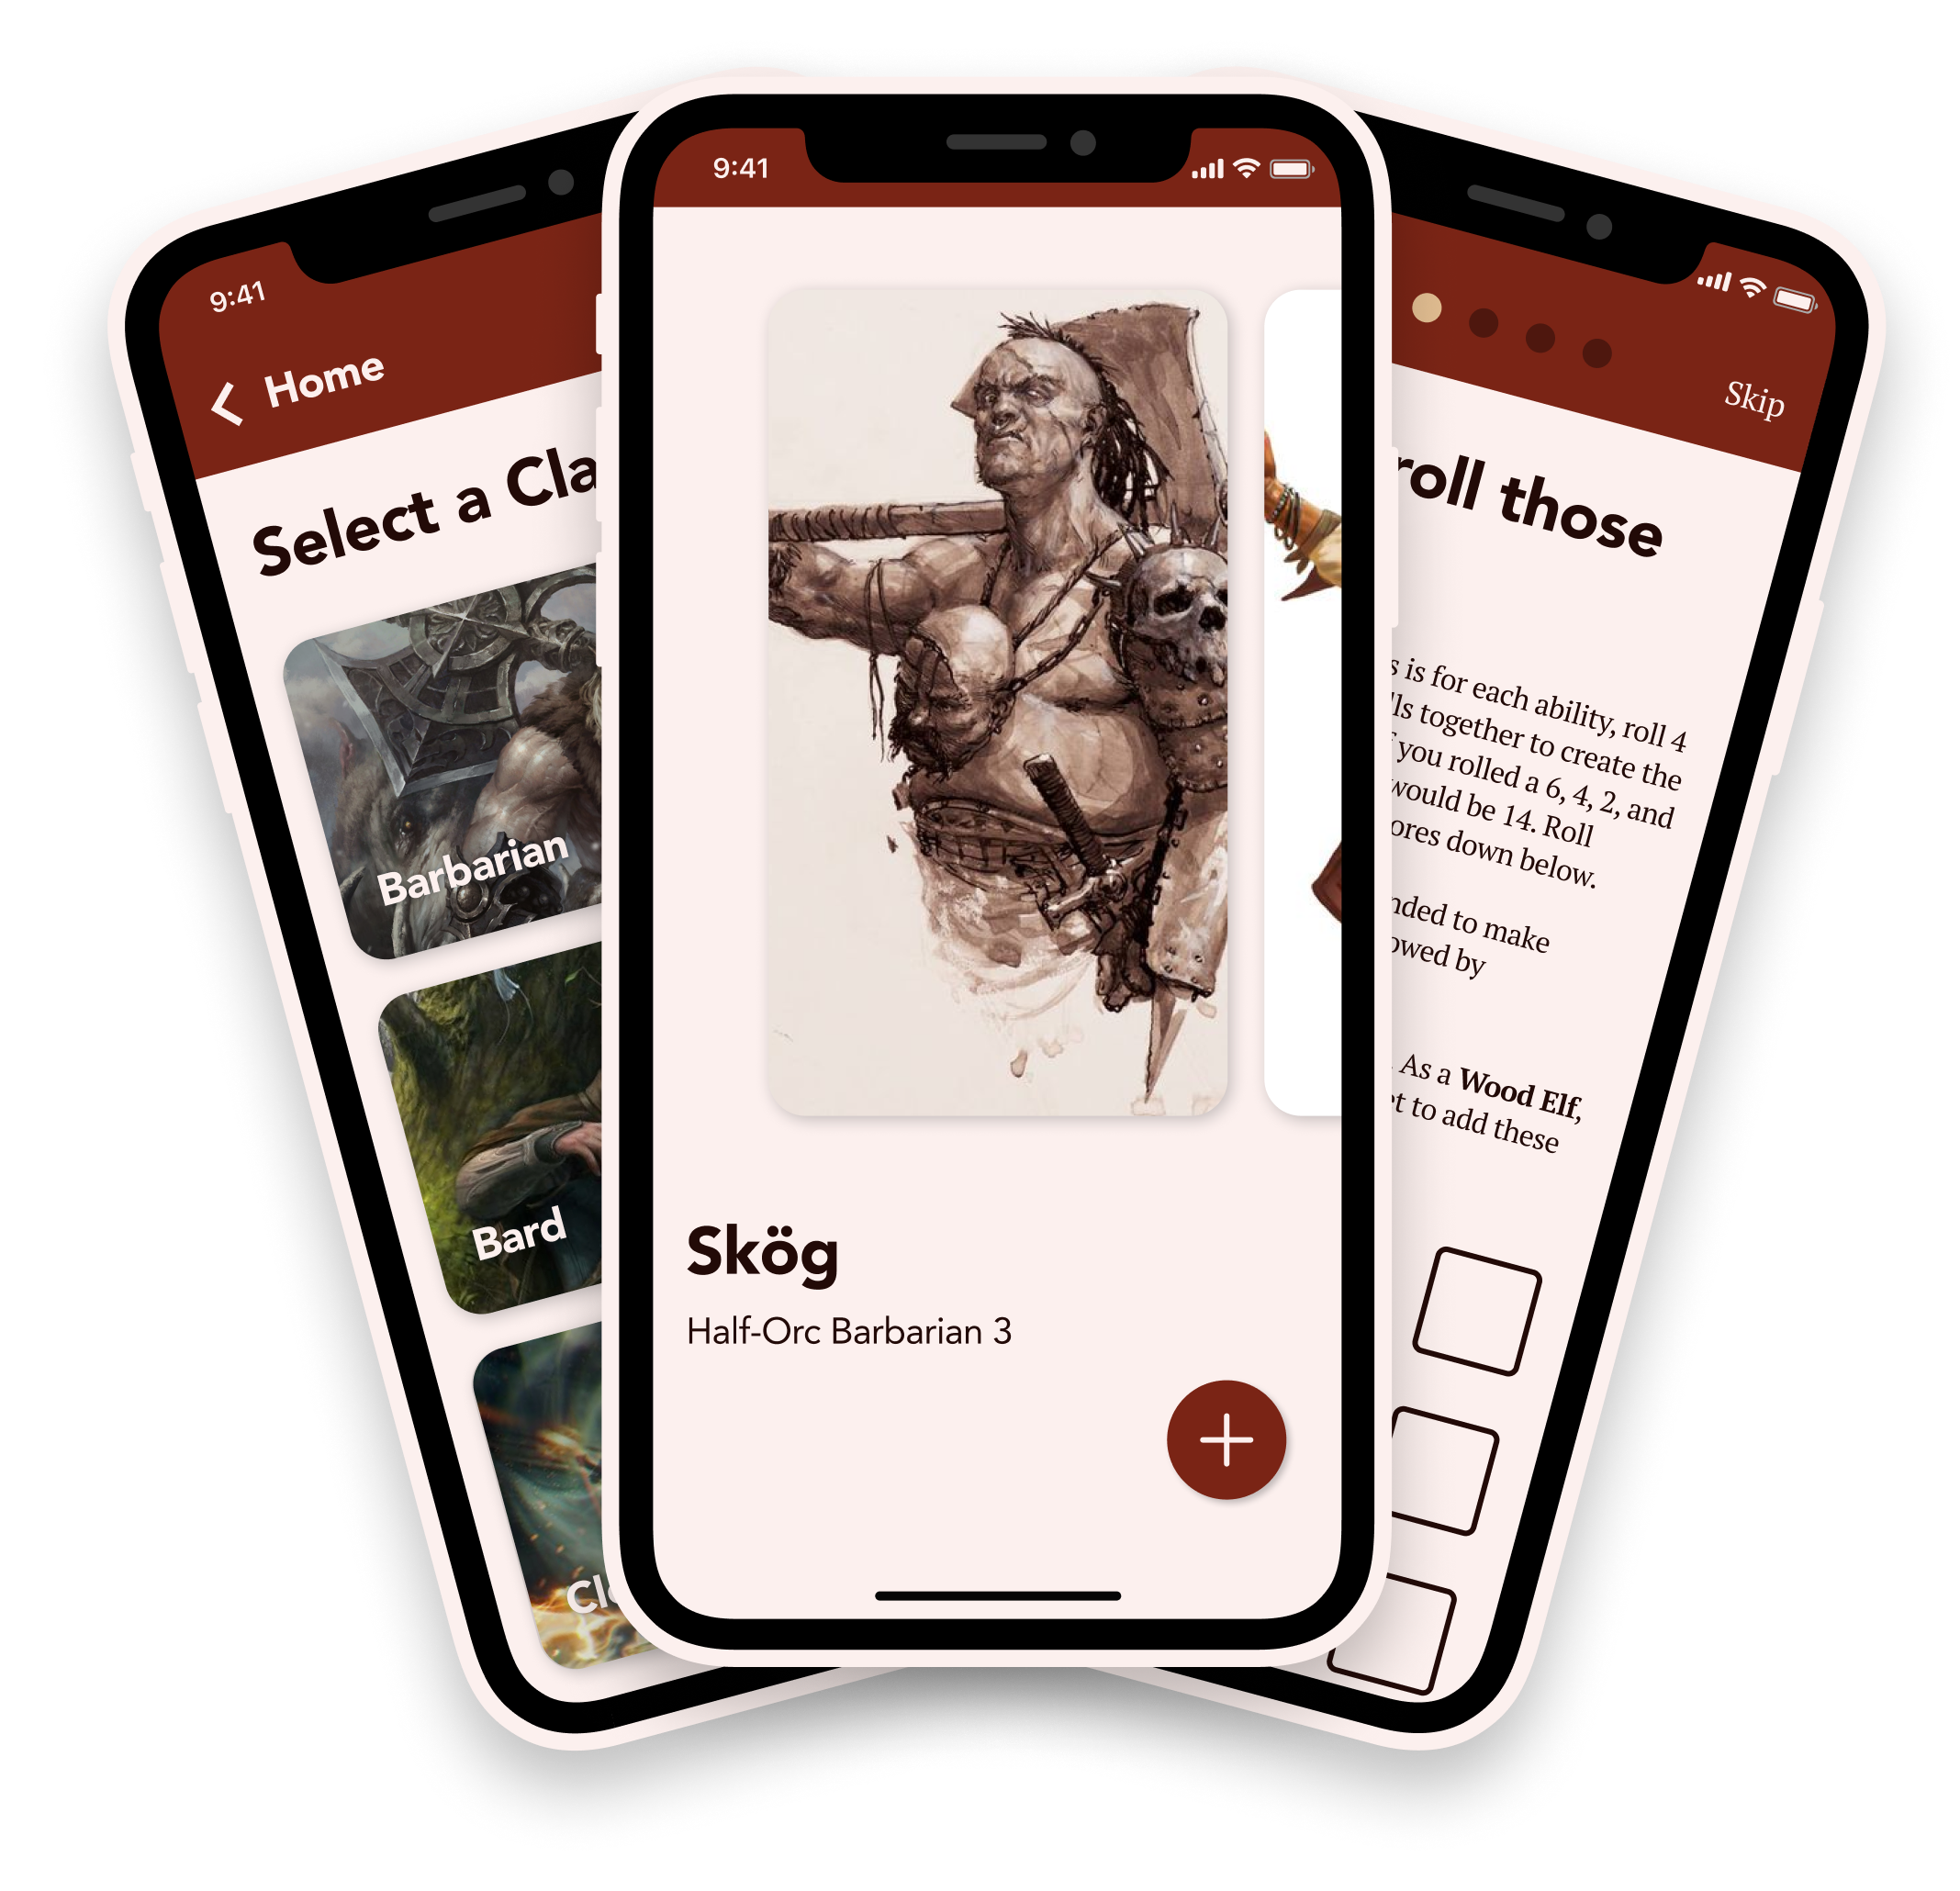 9:41
Home
Select a Cla
Barbarian
Bard
Cl
9:41
Skög
Half-Orc Barbarian 3
Skip
roll those
s is for each ability, roll 4
lls together to create the
f you rolled a 6, 4, 2, and
would be 14. Roll
ores down below.
nded to make
owed by
. As a Wood Elf,
et to add these